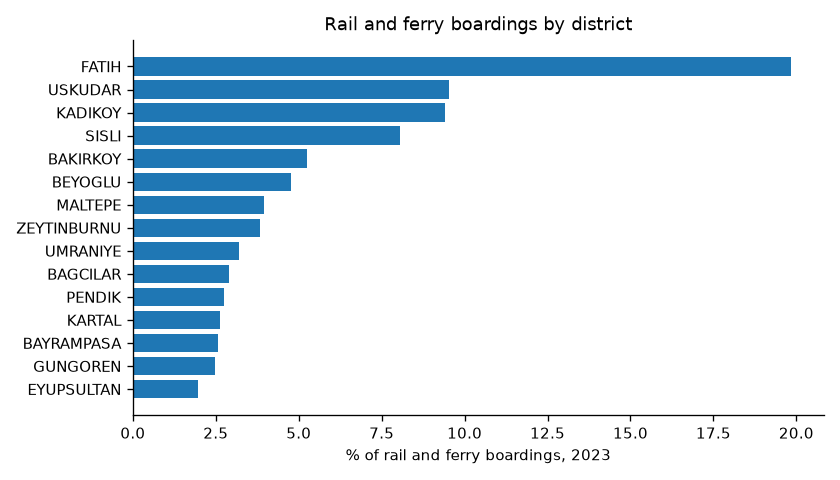 Rail and ferry boardings by district
FATIH
USKUDAR
KADIKOY
SISLI
BAKIRKOY
BEYOGLU
MALTEPE
ZEYTINBURNU
UMRANIYE
BAGCILAR
PENDIK
KARTAL
BAYRAMPASA
GUNGOREN
EYUPSULTAN
0.0 2.5 5.0 7.5 10.0 12.5 15.0 17.5 20.0
% of rail and ferry boardings, 2023